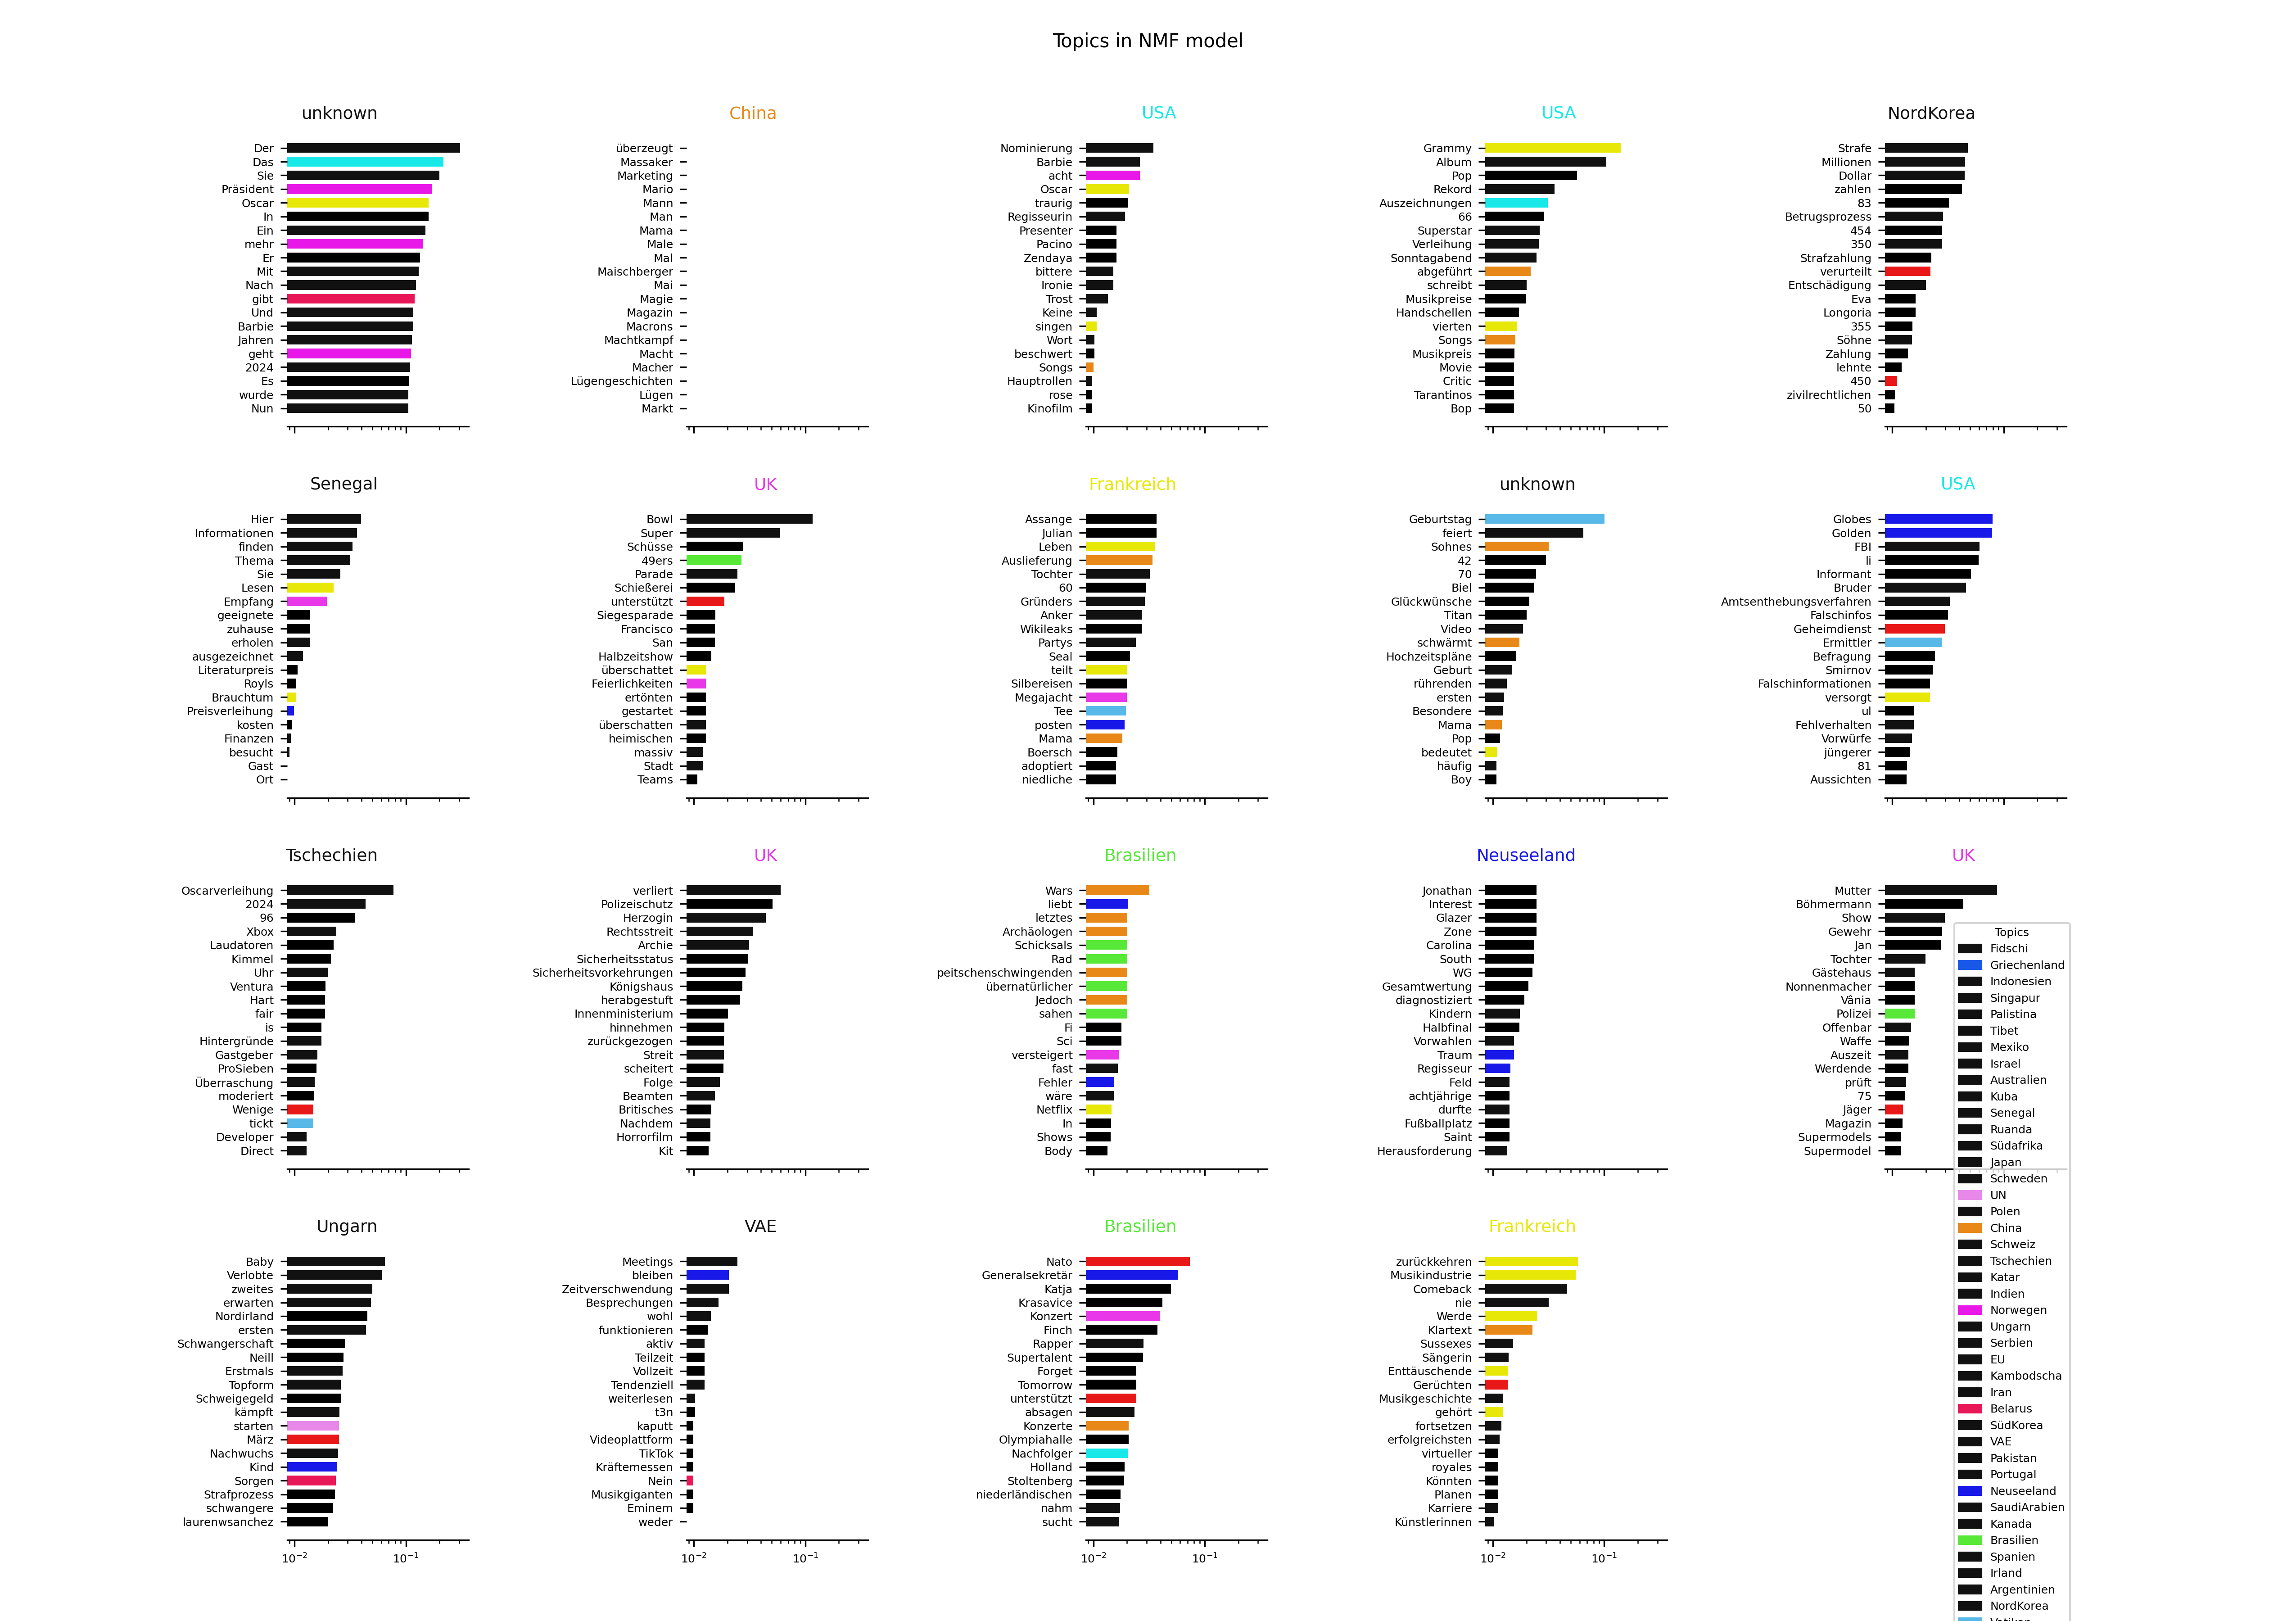 Topics in NMF model
unknown
Der
Das
Sie
Präsident
Oscar
In
Ein
mehr
Er
Mit
Nach
gibt
Und
Barbie
Jahren
geht
2024
Es
wurde
Nun
China
überzeugt
Massaker
Marketing
Mario
Mann
Man
Mama
Male
Mal
Maischberger
Mai
Magie
Magazin
Macrons
Machtkampf
Macht
Macher
Lügengeschichten
Lügen
Markt
USA
Nominierung
Barbie
acht
Oscar
traurig
Regisseurin
Presenter
Pacino
Zendaya
bittere
Ironie
Trost
Keine
singen
Wort
beschwert
Songs
Hauptrollen
rose
Kinofilm
USA
Grammy
Album
Pop
Rekord
Auszeichnungen
66
Superstar
Verleihung
Sonntagabend
abgeführt
schreibt
Musikpreise
Handschellen
vierten
Songs
Musikpreis
Movie
Critic
Tarantinos
Bop
NordKorea
Strafe
Millionen
Dollar
zahlen
83
Betrugsprozess
454
350
Strafzahlung
verurteilt
Entschädigung
Eva
Longoria
355
Söhne
Zahlung
lehnte
450
zivilrechtlichen
50
Senegal
Hier
Informationen
finden
Thema
Sie
Lesen
Empfang
geeignete
zuhause
erholen
ausgezeichnet
Literaturpreis
Royls
Brauchtum
Preisverleihung
kosten
Finanzen
besucht
Gast
Ort
UK
Bowl
Super
Schüsse
49ers
Parade
Schießerei
unterstützt
Siegesparade
Francisco
San
Halbzeitshow
überschattet
Feierlichkeiten
ertönten
gestartet
überschatten
heimischen
massiv
Stadt
Teams
Frankreich
Assange
Julian
Leben
Auslieferung
Tochter
60
Gründers
Anker
Wikileaks
Partys
Seal
teilt
Silbereisen
Megajacht
Tee
posten
Mama
Boersch
adoptiert
niedliche
unknown
Geburtstag
feiert
Sohnes
42
70
Biel
Glückwünsche
Titan
Video
schwärmt
Hochzeitspläne
Geburt
rührenden
ersten
Besondere
Mama
Pop
bedeutet
häufig
Boy
USA
Globes
Golden
FBI
li
Informant
Bruder
Amtsenthebungsverfahren
Falschinfos
Geheimdienst
Ermittler
Befragung
Smirnov
Falschinformationen
versorgt
ul
Fehlverhalten
Vorwürfe
jüngerer
81
Aussichten
Tschechien
Oscarverleihung
2024
96
Xbox
Laudatoren
Kimmel
Uhr
Ventura
Hart
fair
is
Hintergründe
Gastgeber
ProSieben
Überraschung
moderiert
Wenige
tickt
Developer
Direct
UK
verliert
Polizeischutz
Herzogin
Rechtsstreit
Archie
Sicherheitsstatus
Sicherheitsvorkehrungen
Königshaus
herabgestuft
Innenministerium
hinnehmen
zurückgezogen
Streit
scheitert
Folge
Beamten
Britisches
Nachdem
Horrorfilm
Kit
Brasilien
Wars
liebt
letztes
Archäologen
Schicksals
Rad
peitschenschwingenden
übernatürlicher
Jedoch
sahen
Fi
Sci
versteigert
fast
Fehler
wäre
Netflix
In
Shows
Body
Neuseeland
Jonathan
Interest
Glazer
Zone
Carolina
South
WG
Gesamtwertung
diagnostiziert
Kindern
Halbfinal
Vorwahlen
Traum
Regisseur
Feld
achtjährige
durfte
Fußballplatz
Saint
Herausforderung
UK
Mutter
Böhmermann
Show
Gewehr
Jan
Tochter
Gästehaus
Nonnenmacher
Vânia
Polizei
Offenbar
Waffe
Auszeit
Werdende
prüft
75
Jäger
Magazin
Supermodels
Supermodel
Topics
Fidschi
Griechenland
Indonesien
Singapur
Palistina
Tibet
Mexiko
Israel
Australien
Kuba
Senegal
Ruanda
Südafrika
Japan
Schweden
UN
Polen
China
Schweiz
Tschechien
Katar
Indien
Norwegen
Ungarn
Serbien
EU
Kambodscha
Iran
Belarus
SüdKorea
VAE
Pakistan
Portugal
Neuseeland
SaudiArabien
Kanada
Brasilien
Spanien
Irland
Argentinien
NordKorea
Ungarn
Baby
Verlobte
zweites
erwarten
Nordirland
ersten
Schwangerschaft
Neill
Erstmals
Topform
Schweigegeld
kämpft
starten
März
Nachwuchs
Kind
Sorgen
Strafprozess
schwangere
laurenwsanchez
10⁻² 10⁻¹
VAE
Meetings
bleiben
Zeitverschwendung
Besprechungen
wohl
funktionieren
aktiv
Teilzeit
Vollzeit
Tendenziell
weiterlesen
t3n
kaputt
Videoplattform
TikTok
Kräftemessen
Nein
Musikgiganten
Eminem
weder
10⁻² 10⁻¹
Brasilien
Nato
Generalsekretär
Katja
Krasavice
Konzert
Finch
Rapper
Supertalent
Forget
Tomorrow
unterstützt
absagen
Konzerte
Olympiahalle
Nachfolger
Holland
Stoltenberg
niederländischen
nahm
sucht
10⁻² 10⁻¹
Frankreich
zurückkehren
Musikindustrie
Comeback
nie
Werde
Klartext
Sussexes
Sängerin
Enttäuschende
Gerüchten
Musikgeschichte
gehört
fortsetzen
erfolgreichsten
virtueller
royales
Könnten
Planen
Karriere
Künstlerinnen
10⁻² 10⁻¹